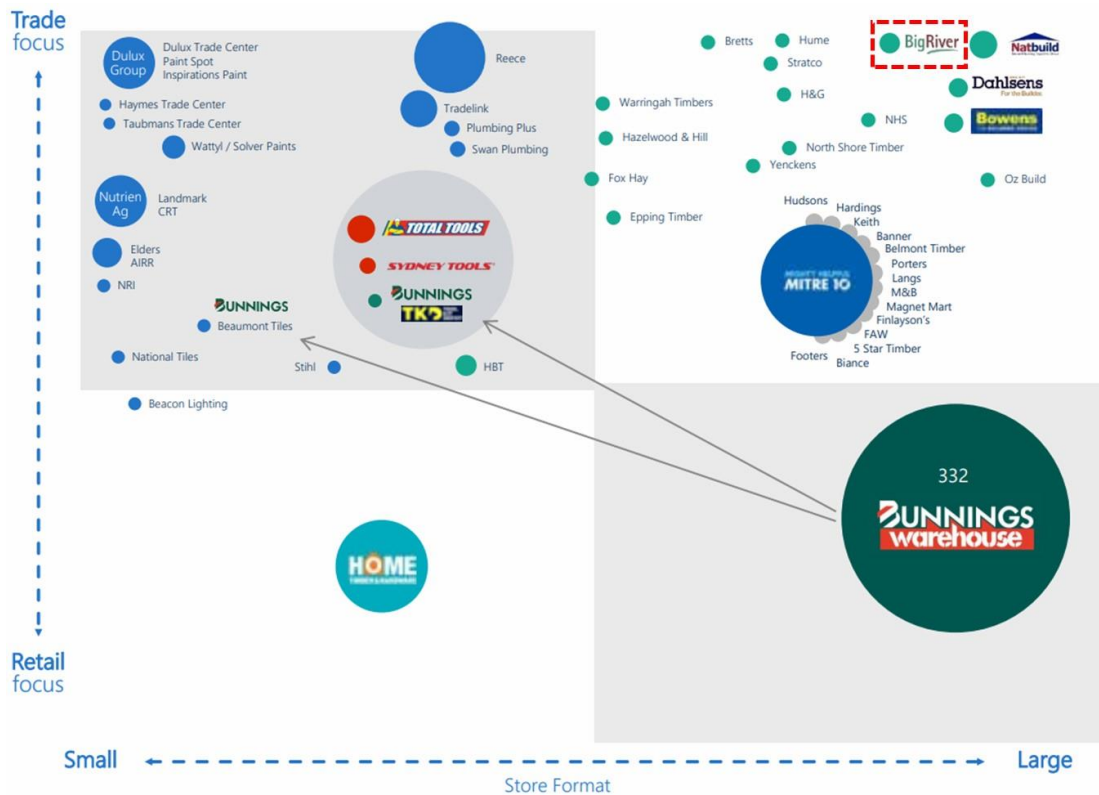 Trade
focus
Dulux
Group
Dulux Trade Center
Paint Spot
Inspirations Paint
Haymes Trade Center
Taubmans Trade Center
Wattyl / Solver Paints
Reece
Tradelink
Plumbing Plus
Swan Plumbing
Bretts
Hume
Stratco
H&G
BigRiver
Natbuild
Dahlsens
For the Builder.
Bowens
Warringah Timbers
Hazelwood & Hill
NHS
North Shore Timber
Yenckens
Fox Hay
Oz Build
Epping Timber
Nutrien
Ag
Landmark
CRT
Elders
AIRR
NRI
TOTAL TOOLS
SYDNEY TOOLS
BUNNINGS
TKD
BUNNINGS
Beaumont Tiles
National Tiles
Stihl
HBT
Beacon Lighting
Hudsons
Hardings
Keith
Banner
Belmont Timber
Porters
Langs
M&B
Magnet Mart
Finlayson's
FAW
5 Star Timber
Biance
Footers
MIGHTY HELPFUL
MITRE 10
332
BUNNINGS
warehouse
HOME
TIMBER & HARDWARE
Retail
focus
Small
Large
Store Format